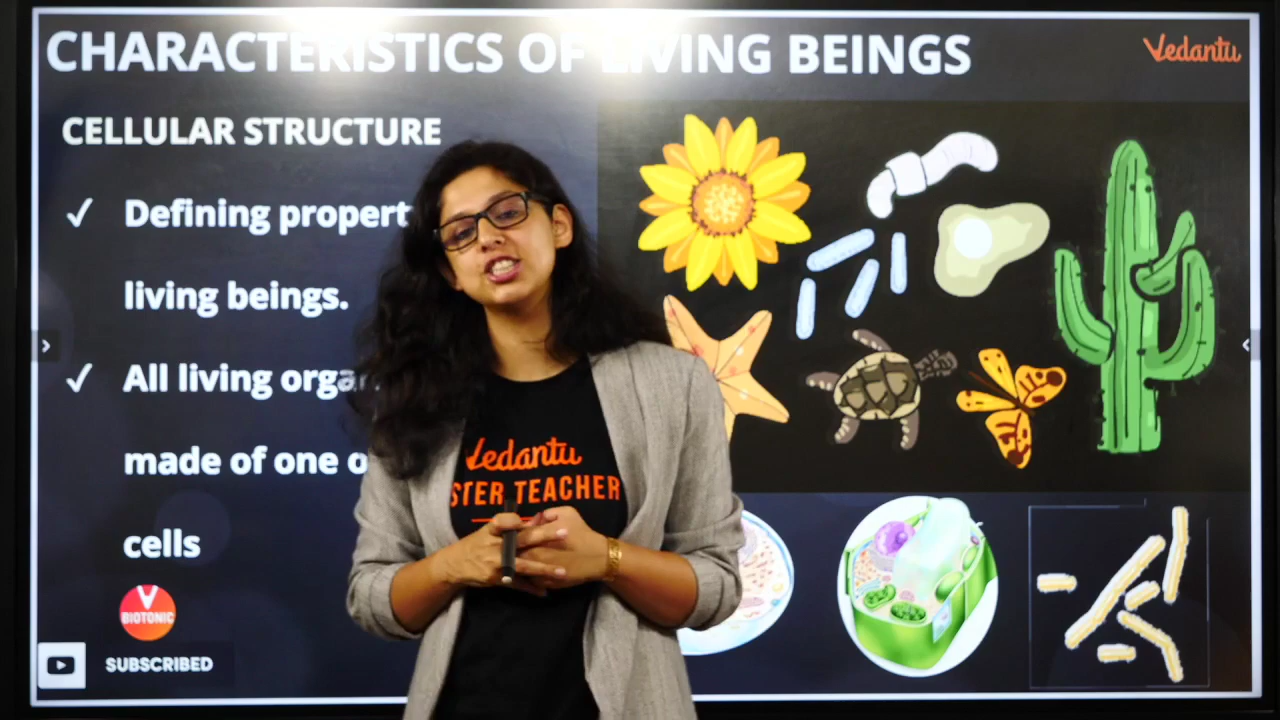 CHARACTERISTICS OF LIVING BEINGS
Vedantu
CELLULAR STRUCTURE
✓ Defining propert
living beings.
✓ All living orga
made of one o
cells
Vedantu
STER TEACHER
V
BIOTONIC
SUBSCRIBED